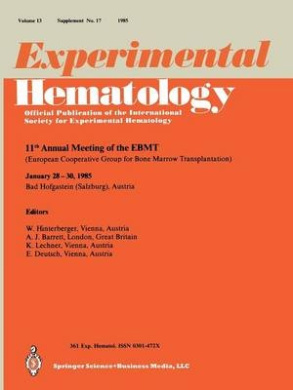 Volume 13 Supplement No. 17 1985
Experimental
Hematology
Official Publication of the International
Society for Experimental Hematology
11th Annual Meeting of the EBMT
(European Cooperative Group for Bone Marrow Transplantation)
January 28 – 30, 1985
Bad Hofgastein (Salzburg), Austria
Editors
W. Hinterberger, Vienna, Austria
A. J. Barrett, London, Great Britain
K. Lechner, Vienna, Austria
E. Deutsch, Vienna, Austria
361 Exp. Hematol. ISSN 0301-472X
Springer Science+Business Media, LLC